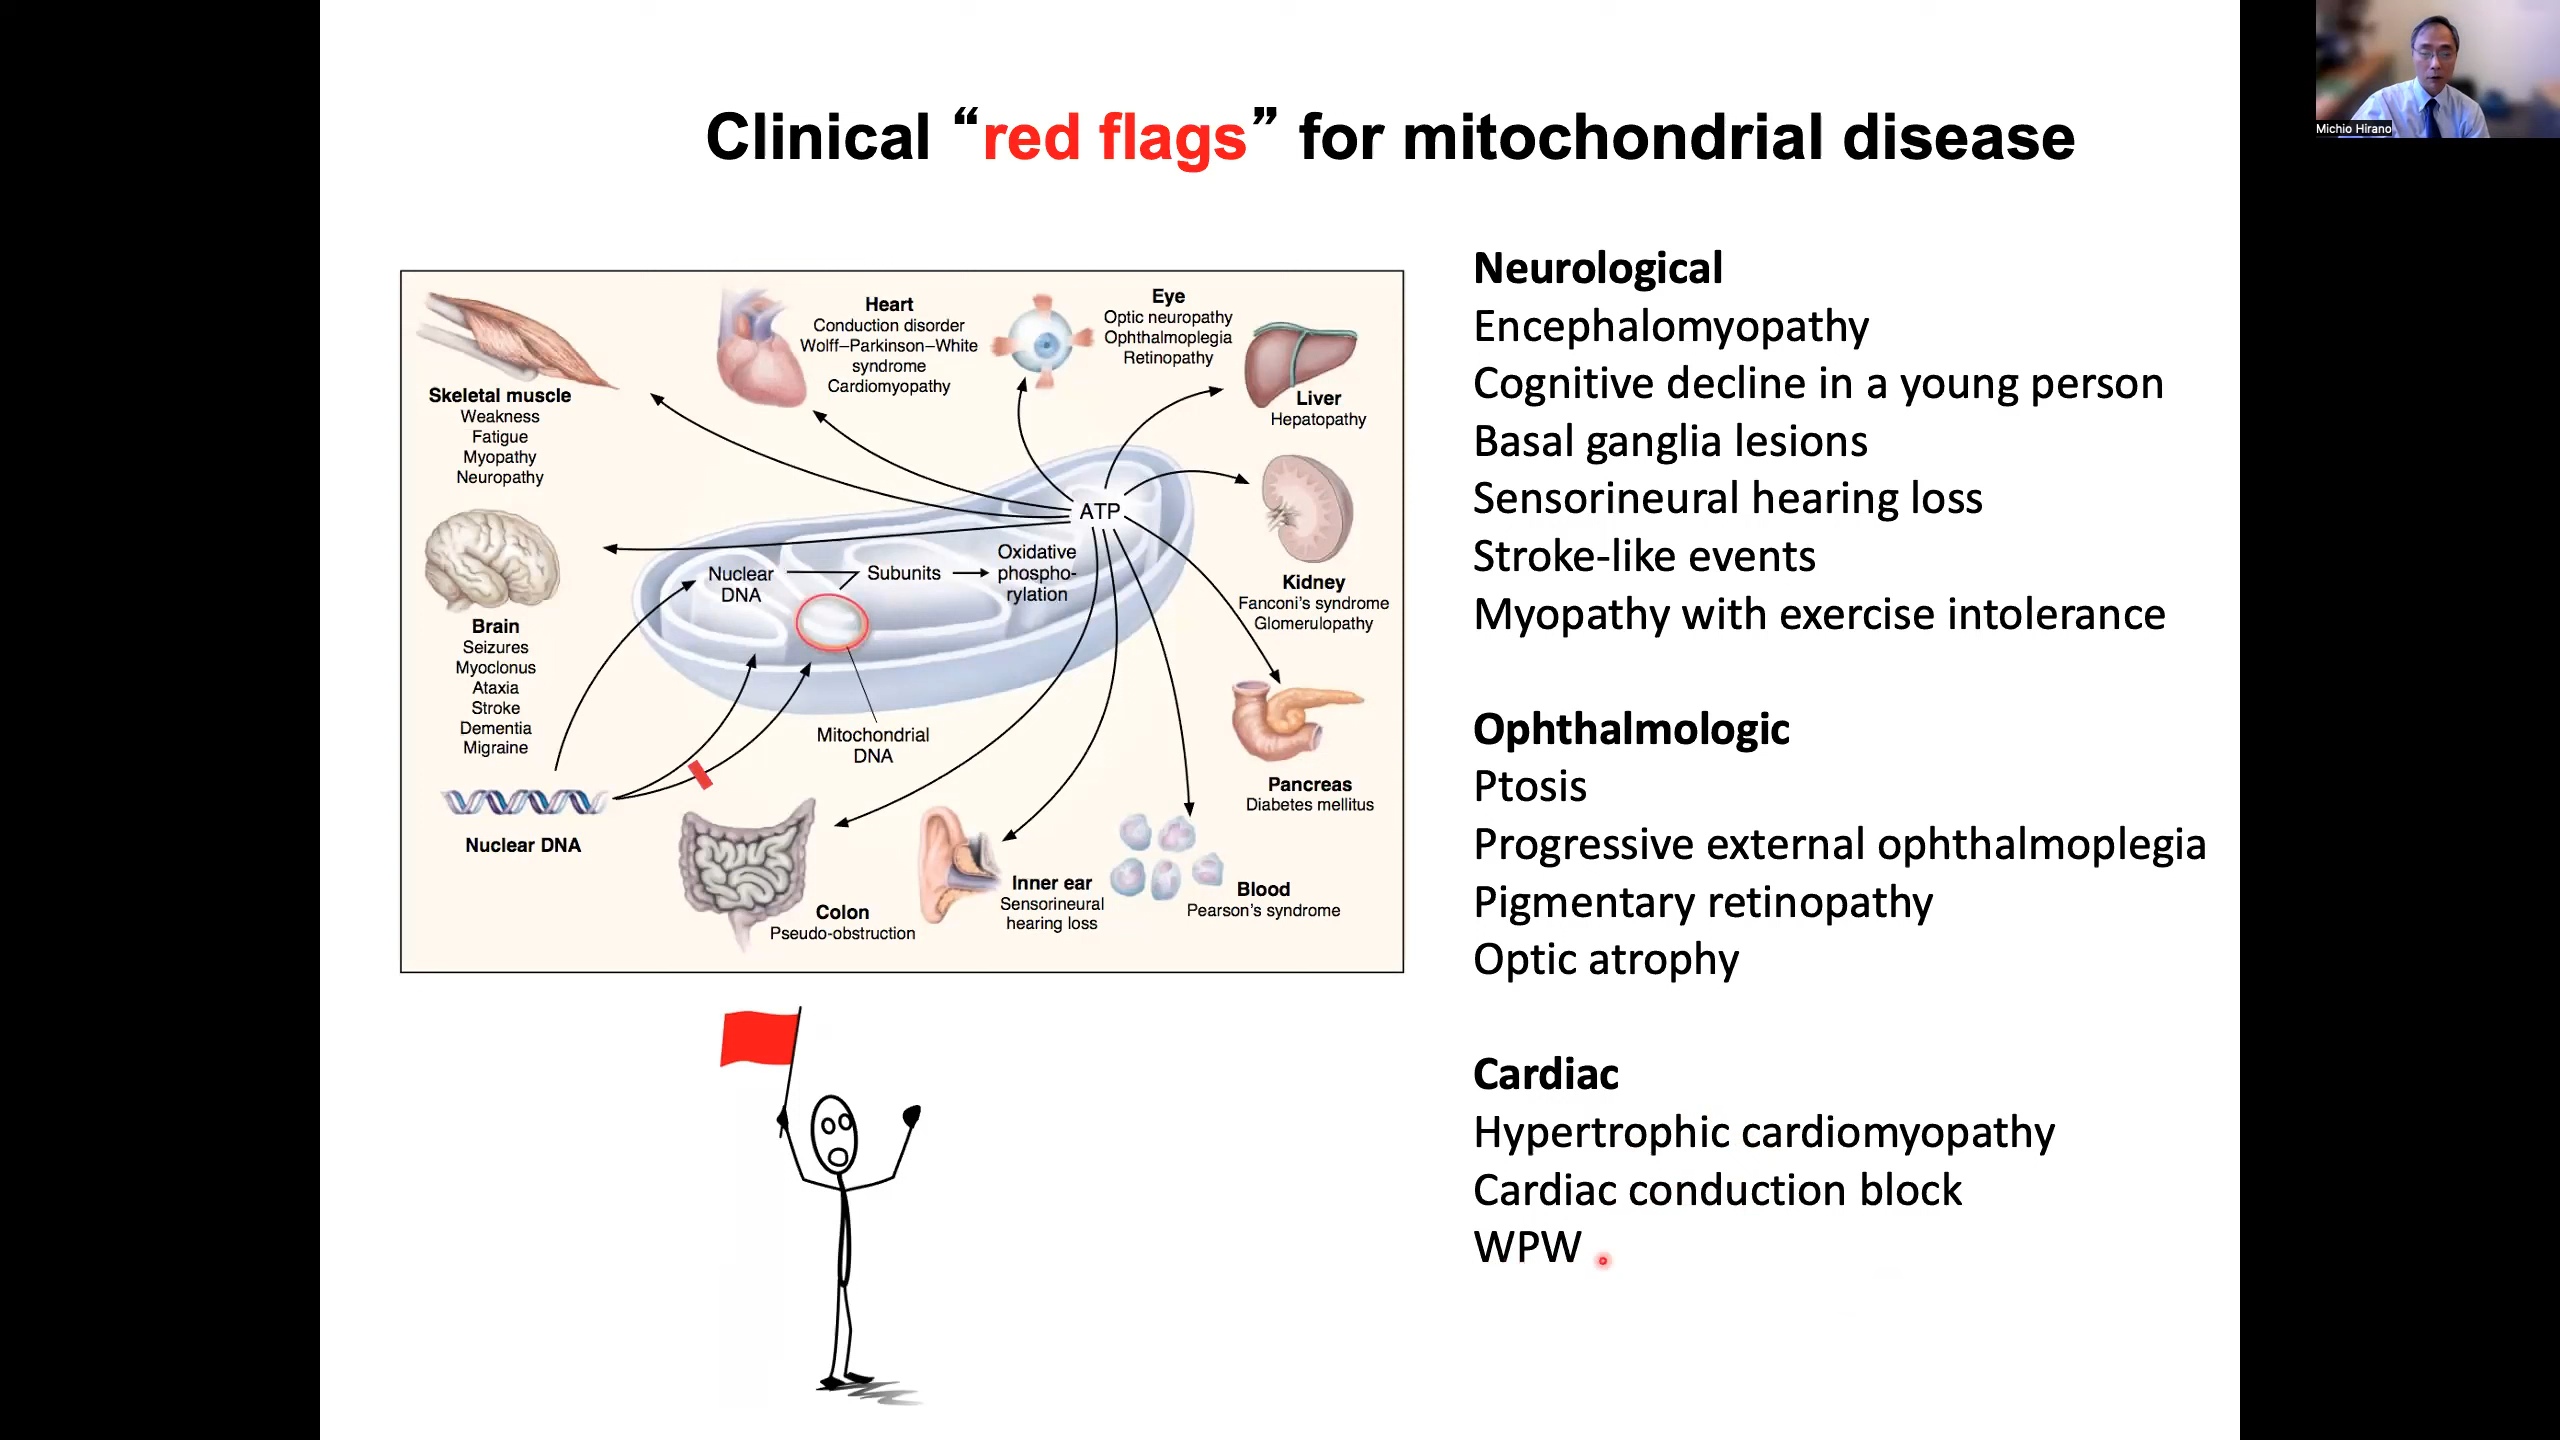 Clinical “red flags” for mitochondrial disease
Michio Hirano
Skeletal muscle
Weakness
Fatigue
Myopathy
Neuropathy
Heart
Conduction disorder
Wolff–Parkinson–White
syndrome
Cardiomyopathy
Eye
Optic neuropathy
Ophthalmoplegia
Retinopathy
Liver
Hepatopathy
Kidney
Fanconi’s syndrome
Glomerulopathy
Pancreas
Diabetes mellitus
Blood
Pearson’s syndrome
Inner ear
Sensorineural
hearing loss
Colon
Pseudo-obstruction
Brain
Seizures
Myoclonus
Ataxia
Stroke
Dementia
Migraine
Nuclear DNA
ATP
Nuclear
DNA
Subunits
Oxidative
phospho-
rylation
Mitochondrial
DNA
Neurological
Encephalomyopathy
Cognitive decline in a young person
Basal ganglia lesions
Sensorineural hearing loss
Stroke-like events
Myopathy with exercise intolerance
Ophthalmologic
Ptosis
Progressive external ophthalmoplegia
Pigmentary retinopathy
Optic atrophy
Cardiac
Hypertrophic cardiomyopathy
Cardiac conduction block
WPW